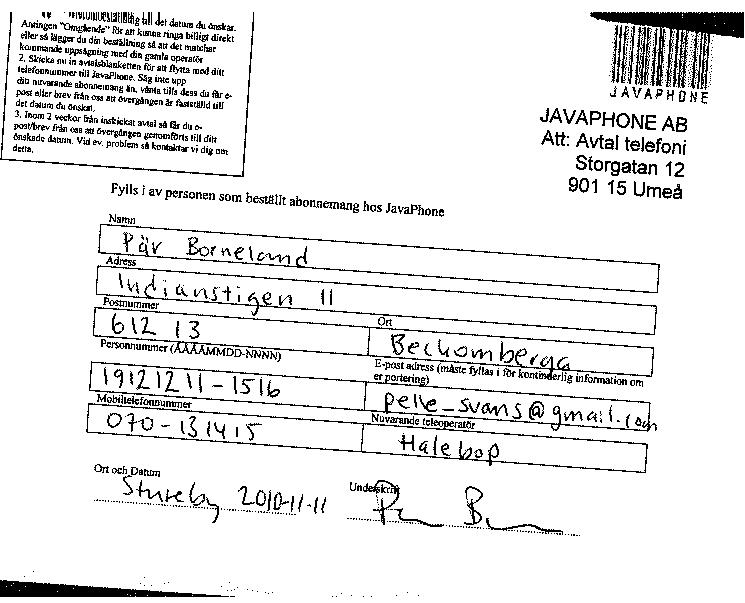 till det datum du önskar.
Antingen "Omgående" för att kunna ringa billigt direkt
eller så lägger du din beställning så att det matchar
kommande uppsägning med din gamla operatör
2. Skicka nu in avtalsblanketten för att flytta med ditt
telefonnummer till JavaPhone. Säg inte upp
ditt nuvarande abonnemang än, vänta tills dess du får e-
post eller brev från oss att övergången är fastställd till
det datum du önskat.
3. Inom 2 veckor från inskickat avtal så får du e-
post/brev från oss att övergången genomförts till ditt
önskade datum. Vid ev. problem så kontaktar vi dig om
detta.
JAVAPHONE
JAVAPHONE AB
Att: Avtal telefoni
Storgatan 12
901 15 Umeå
Fylls i av personen som beställt abonnemang hos JavaPhone
Namn
Pär Borneland
Adress
Indianstigen 11
Postnummer
612 13
Ort
Beckomberga
Personnummer (ÅÅÅÅMMDD-NNNN)
19121211-1516
E-post adress (måste fyllas i för kontinderlig information om
er portering)
pelle_svans@gmail.com
Mobiltelefonnummer
070-131415
Nuvarande teleoperatör
Halebop
Ort och Datum
Stureby 2010-11-11
Underskrift